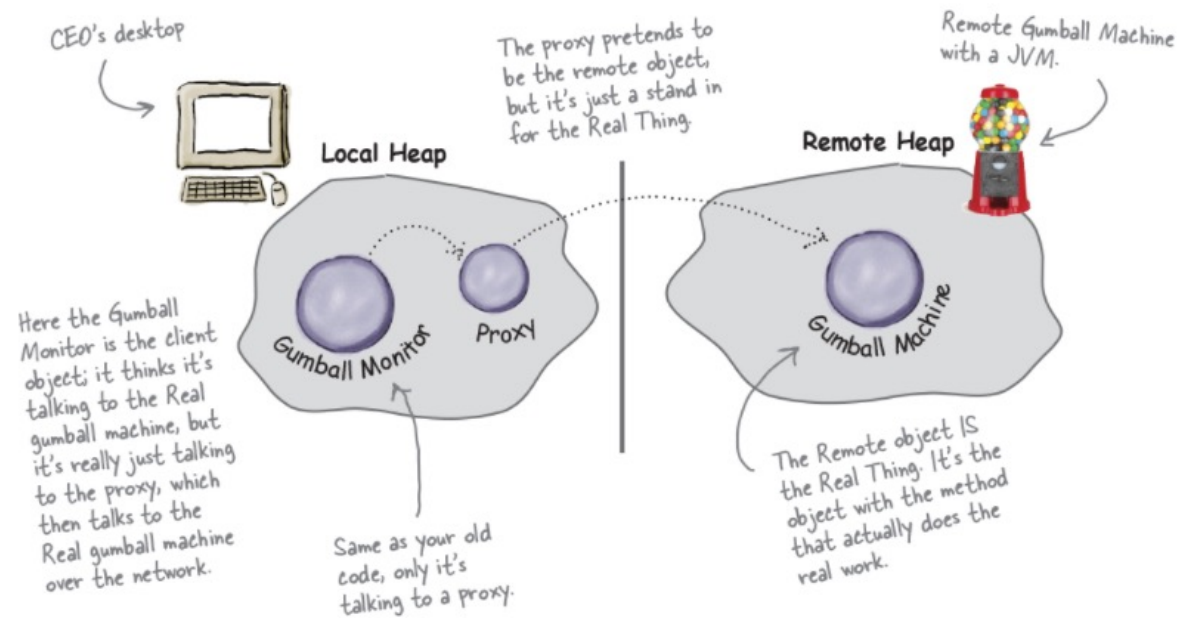 CEO's desktop
The proxy pretends to
be the remote object,
but it's just a stand in
for the Real Thing.
Remote Gumball Machine
with a JVM.
Local Heap
Remote Heap
Gumball Monitor
Proxy
Gumball Machine
Here the Gumball
Monitor is the client
object; it thinks it's
talking to the Real
gumball machine, but
it's really just talking
to the proxy, which
then talks to the
Real gumball machine
over the network.
Same as your old
code, only it's
talking to a proxy.
The Remote object IS
the Real Thing. It's the
object with the method
that actually does the
real work.